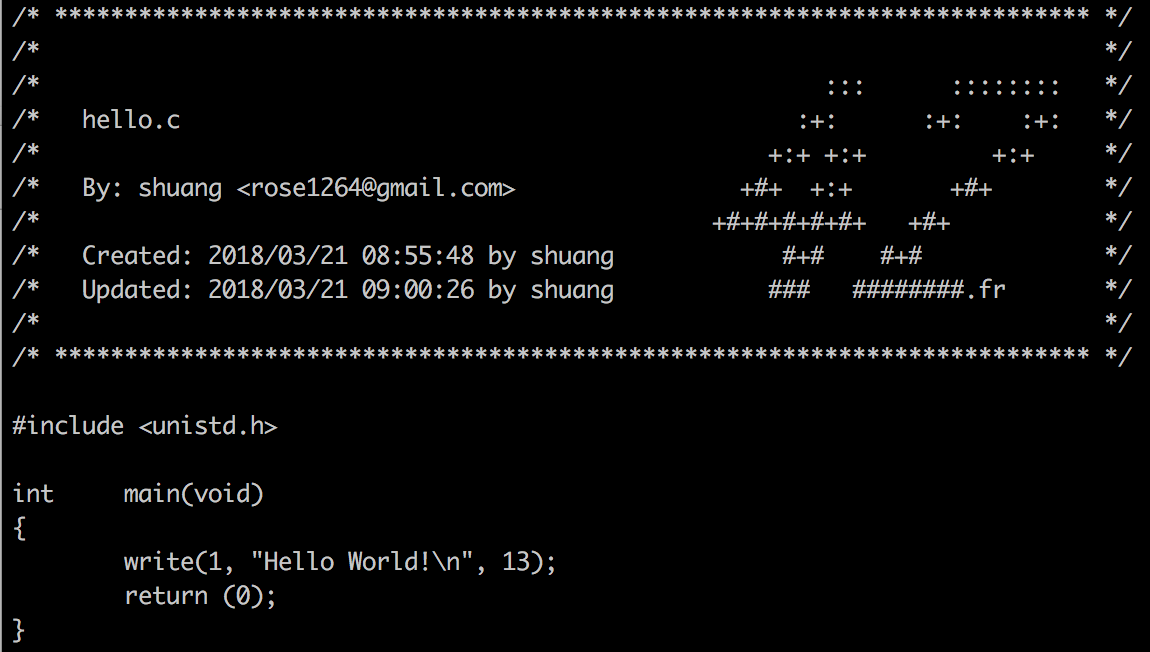 /* ************************************************************************** */
/*                                                                            */
/*                                                        :::      ::::::::   */
/*   hello.c                                            :+:      :+:    :+:   */
/*                                                    +:+ +:+         +:+     */
/*   By: shuang <rose1264@gmail.com>                +#+  +:+       +#+        */
/*                                                +#+#+#+#+#+   +#+           */
/*   Created: 2018/03/21 08:55:48 by shuang            #+#    #+#             */
/*   Updated: 2018/03/21 09:00:26 by shuang           ###   ########.fr       */
/*                                                                            */
/* ************************************************************************** */

#include <unistd.h>

int     main(void)
{
        write(1, "Hello World!\n", 13);
        return (0);
}